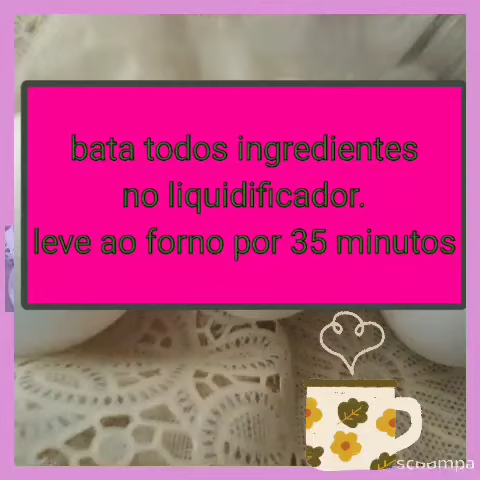 bata todos ingredientes
no liquidificador.
leve ao forno por 35 minutos